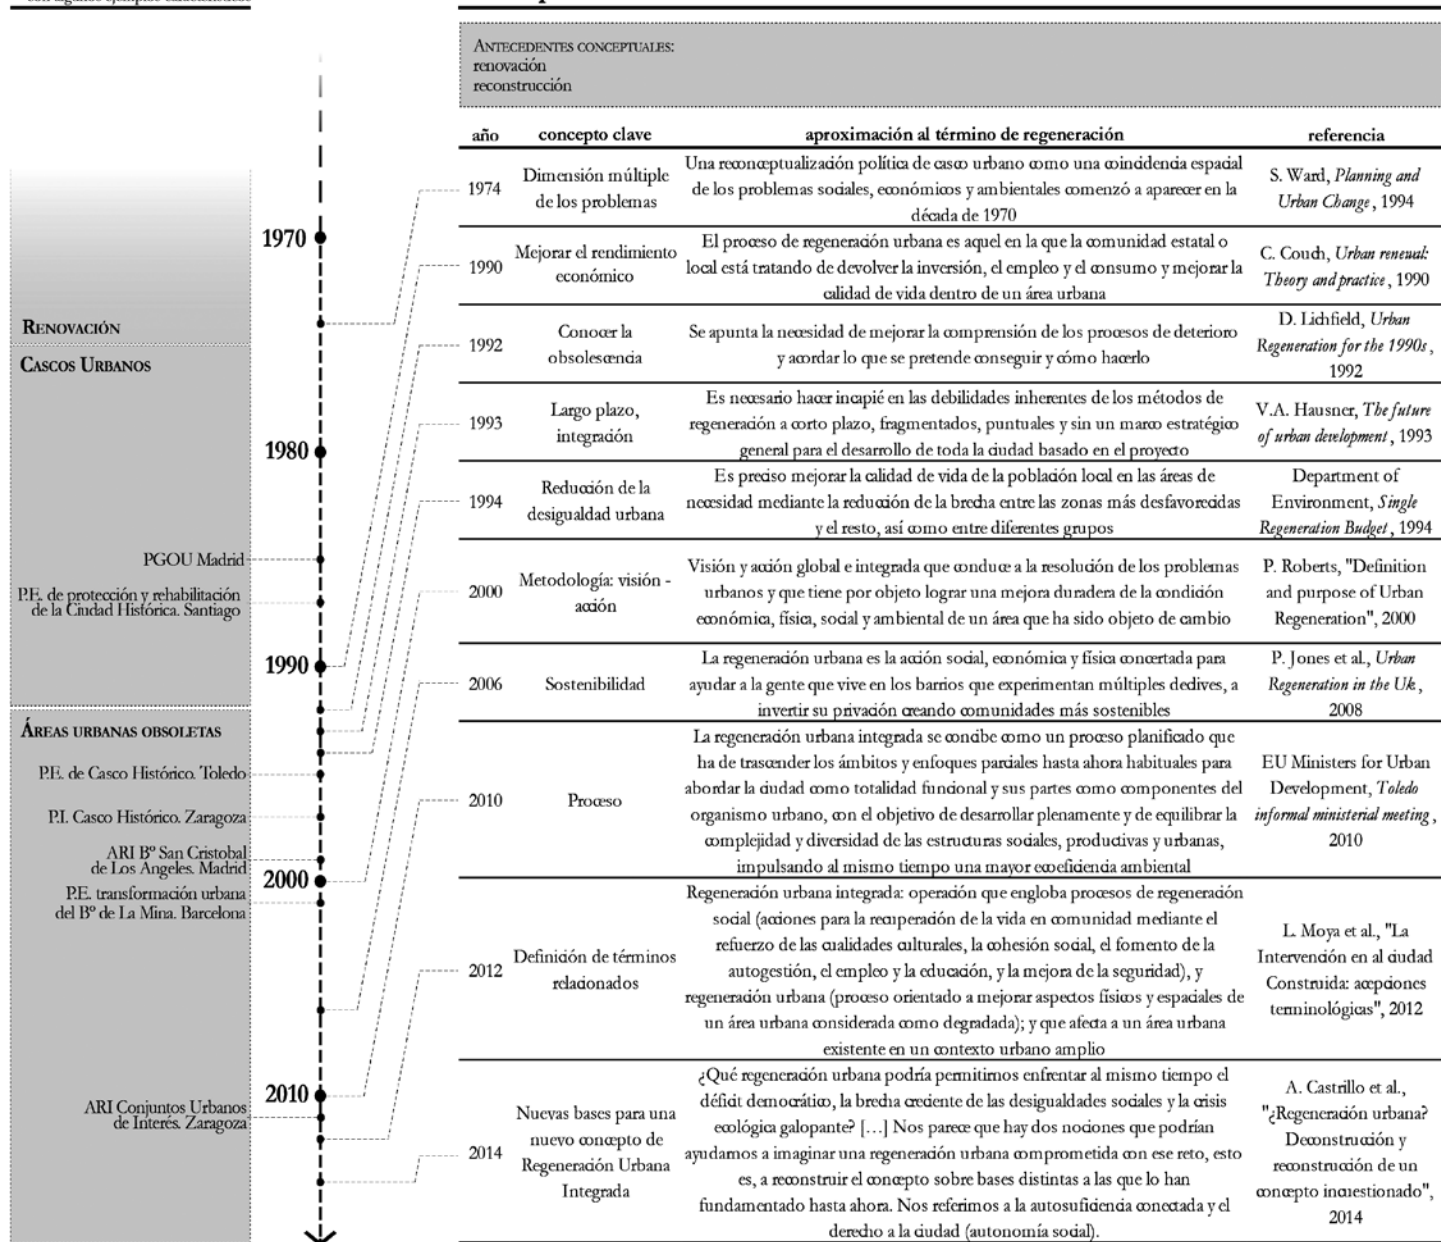 con algunos ejemplos característicos
ANTECEDENTES CONCEPTUALES:
renovación
reconstrucción
año concepto clave aproximación al término de regeneración referencia
1974
Dimensión múltiple
de los problemas
Una reconceptualización política de casco urbano como una coincidencia espacial
de los problemas sociales, económicos y ambientales comenzó a aparecer en la
década de 1970
S. Ward, Planning and
Urban Change, 1994
1990
Mejorar el rendimiento
económico
El proceso de regeneración urbana es aquel en la que la comunidad estatal o
local está tratando de devolver la inversión, el empleo y el consumo y mejorar la
calidad de vida dentro de un área urbana
C. Couch, Urban renewal:
Theory and practice, 1990
1992
Conocer la
obsolescencia
Se apunta la necesidad de mejorar la comprensión de los procesos de deterioro
y acordar lo que se pretende conseguir y cómo hacerlo
D. Lichfield, Urban
Regeneration for the 1990s,
1992
1993
Largo plazo,
integración
Es necesario hacer incapié en las debilidades inherentes de los métodos de
regeneración a corto plazo, fragmentados, puntuales y sin un marco estratégico
general para el desarrollo de toda la ciudad basado en el proyecto
V.A. Hausner, The future
of urban development, 1993
1994
Reducción de la
desigualdad urbana
Es preciso mejorar la calidad de vida de la población local en las áreas de
necesidad mediante la reducción de la brecha entre las zonas más desfavorecidas
y el resto, así como entre diferentes grupos
Department of
Environment, Single
Regeneration Budget, 1994
2000
Metodología: visión -
acción
Visión y acción global e integrada que conduce a la resolución de los problemas
urbanos y que tiene por objeto lograr una mejora duradera de la condición
económica, física, social y ambiental de un área que ha sido objeto de cambio
P. Roberts, "Definition
and purpose of Urban
Regeneration", 2000
2006
Sostenibilidad
La regeneración urbana es la acción social, económica y física concertada para
ayudar a la gente que vive en los barrios que experimentan múltiples declives, a
invertir su privación creando comunidades más sostenibles
P. Jones et al., Urban
Regeneration in the Uk,
2008
2010
Proceso
La regeneración urbana integrada se concibe como un proceso planificado que
ha de trascender los ámbitos y enfoques parciales hasta ahora habituales para
abordar la ciudad como totalidad funcional y sus partes como componentes del
organismo urbano, con el objetivo de desarrollar plenamente y de equilibrar la
complejidad y diversidad de las estructuras sociales, productivas y urbanas,
impulsando al mismo tiempo una mayor ecoeficiencia ambiental
EU Ministers for Urban
Development, Toledo
informal ministerial meeting,
2010
2012
Definición de términos
relacionados
Regeneración urbana integrada: operación que engloba procesos de regeneración
social (acciones para la recuperación de la vida en comunidad mediante el
refuerzo de las cualidades culturales, la cohesión social, el fomento de la
autogestión, el empleo y la educación, y la mejora de la seguridad), y
regeneración urbana (proceso orientado a mejorar aspectos físicos y espaciales de
un área urbana considerada como degradada); y que afecta a un área urbana
existente en un contexto urbano amplio
L. Moya et al., "La
Intervención en al ciudad
Construida: acepciones
terminológicas", 2012
2014
Nuevas bases para una
nuevo concepto de
Regeneración Urbana
Integrada
¿Qué regeneración urbana podría permitirnos enfrentar al mismo tiempo el
déficit democrático, la brecha creciente de las desigualdades sociales y la crisis
ecológica galopante? [...] Nos parece que hay dos nociones que podrían
ayudarnos a imaginar una regeneración urbana comprometida con ese reto, esto
es, a reconstruir el concepto sobre bases distintas a las que lo han
fundamentado hasta ahora. Nos referimos a la autosuficiencia conectada y el
derecho a la ciudad (autonomía social).
A. Castrillo et al.,
"¿Regeneración urbana?
Deconstrucción y
reconstrucción de un
concepto incuestionado",
2014
1970
RENOVACIÓN
CASCOS URBANOS
1980
PGOU Madrid
P.E. de protección y rehabilitación
de la Ciudad Histórica. Santiago
1990
ÁREAS URBANAS OBSOLETAS
P.E. de Casco Histórico. Toledo
P.I. Casco Histórico. Zaragoza
ARI Bº San Cristobal
de Los Angeles. Madrid
2000
P.E. transformación urbana
del Bº de La Mina. Barcelona
2010
ARI Conjuntos Urbanos
de Interés. Zaragoza